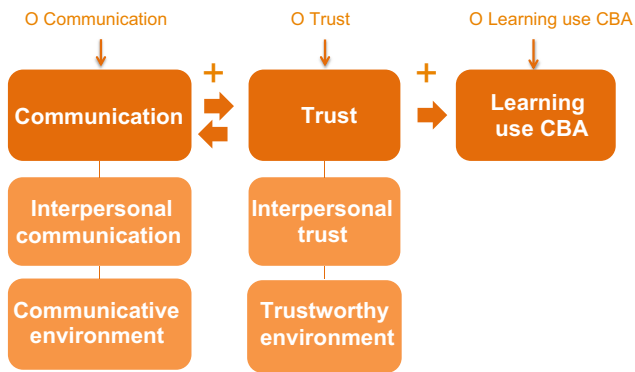 O Communication
O Trust
O Learning use CBA
+
+
Communication
Trust
Learning
use CBA
Interpersonal
communication
Interpersonal
trust
Communicative
environment
Trustworthy
environment